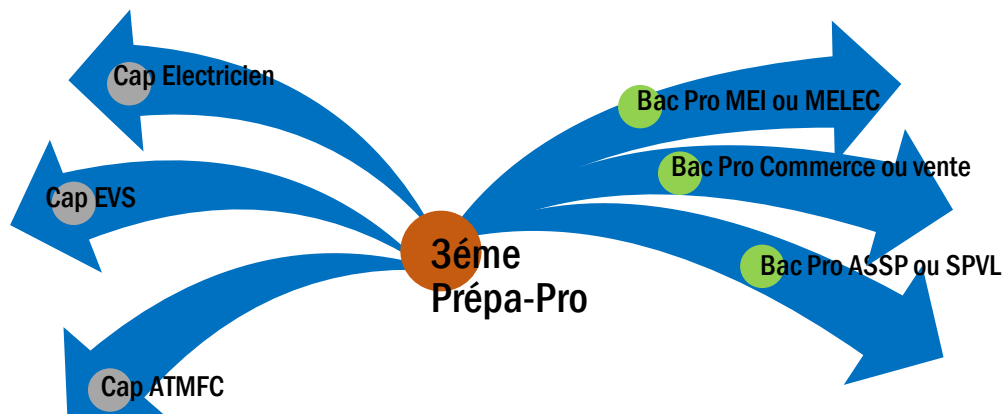 Cap Electricien
Cap EVS
Cap ATMFC
3éme
Prépa-Pro
Bac Pro MEI ou MELEC
Bac Pro Commerce ou vente
Bac Pro ASSP ou SPVL